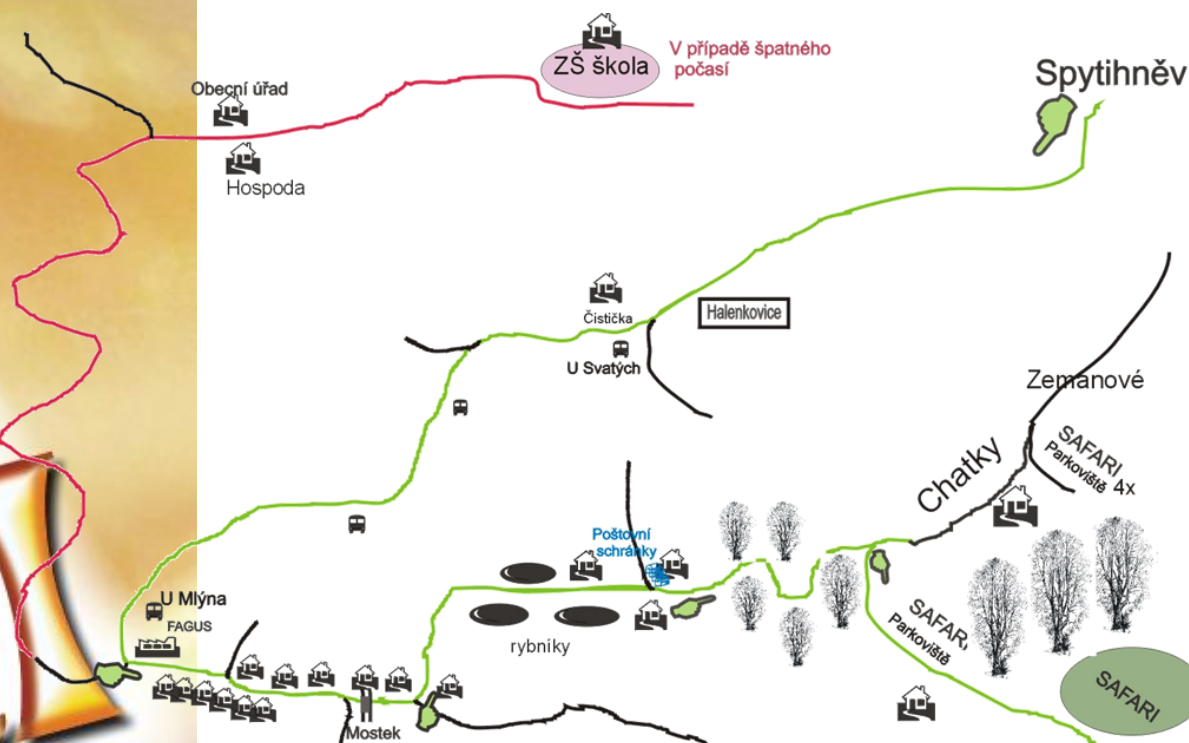 Obecní úřad
Hospoda
ZŠ škola
V případě špatného
počasí
Spytihněv
Čistička
Halenkovice
U Svatých
Zemanové
Chatky
SAFARI,
Parkoviště 4x
Poštovní
schránky
U Mlýna
FAGUS
rybníky
SAFAR,
Parkoviště
SAFARI
Mostek